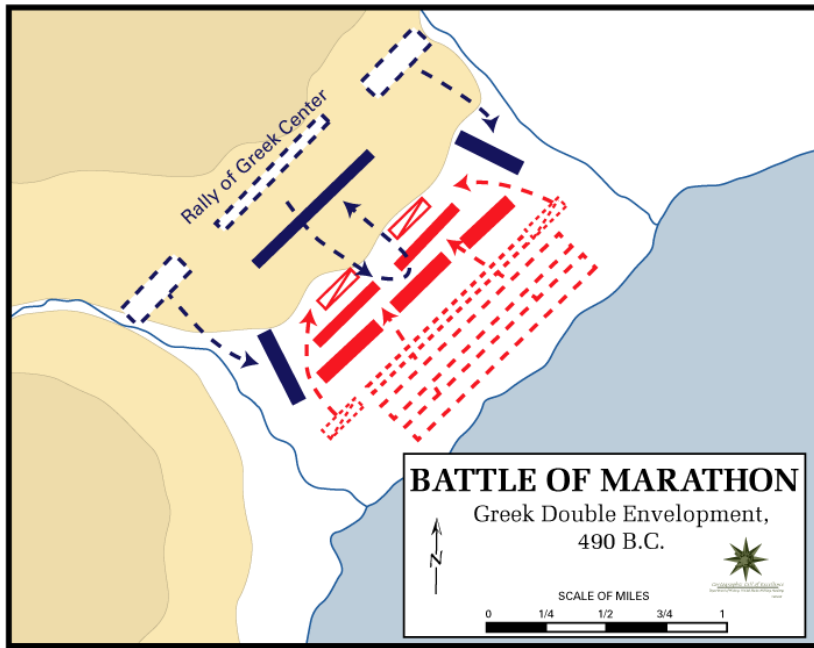 Rally of Greek Center
BATTLE OF MARATHON
Greek Double Envelopment,
490 B.C.
N
SCALE OF MILES
0 1/4 1/2 3/4 1